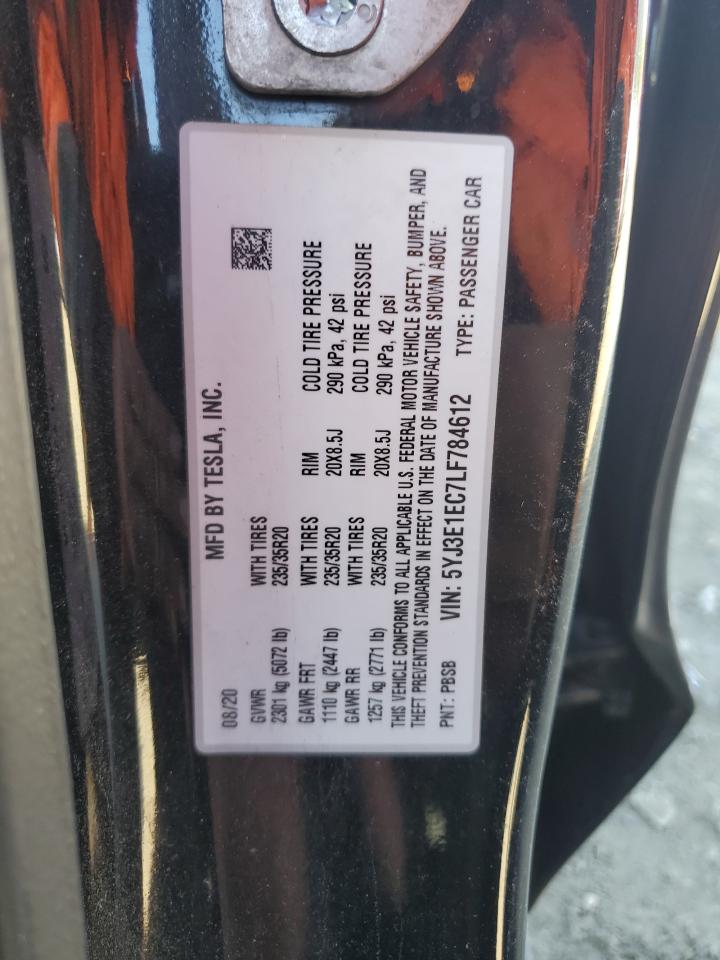 MFD BY TESLA, INC.
08/20
GVWR WITH TIRES
2301 kg (5072 lb) 235/35R20
GAWR FRT WITH TIRES RIM COLD TIRE PRESSURE
1110 kg (2447 lb) 235/35R20 20X8.5J 290 kPa, 42 psi
GAWR RR WITH TIRES RIM COLD TIRE PRESSURE
1257 kg (2771 lb) 235/35R20 20X8.5J 290 kPa, 42 psi
THIS VEHICLE CONFORMS TO ALL APPLICABLE U.S. FEDERAL MOTOR VEHICLE SAFETY, BUMPER, AND
THEFT PREVENTION STANDARDS IN EFFECT ON THE DATE OF MANUFACTURE SHOWN ABOVE.
PNT: PBSB VIN: 5YJ3E1EC7LF784612 TYPE: PASSENGER CAR